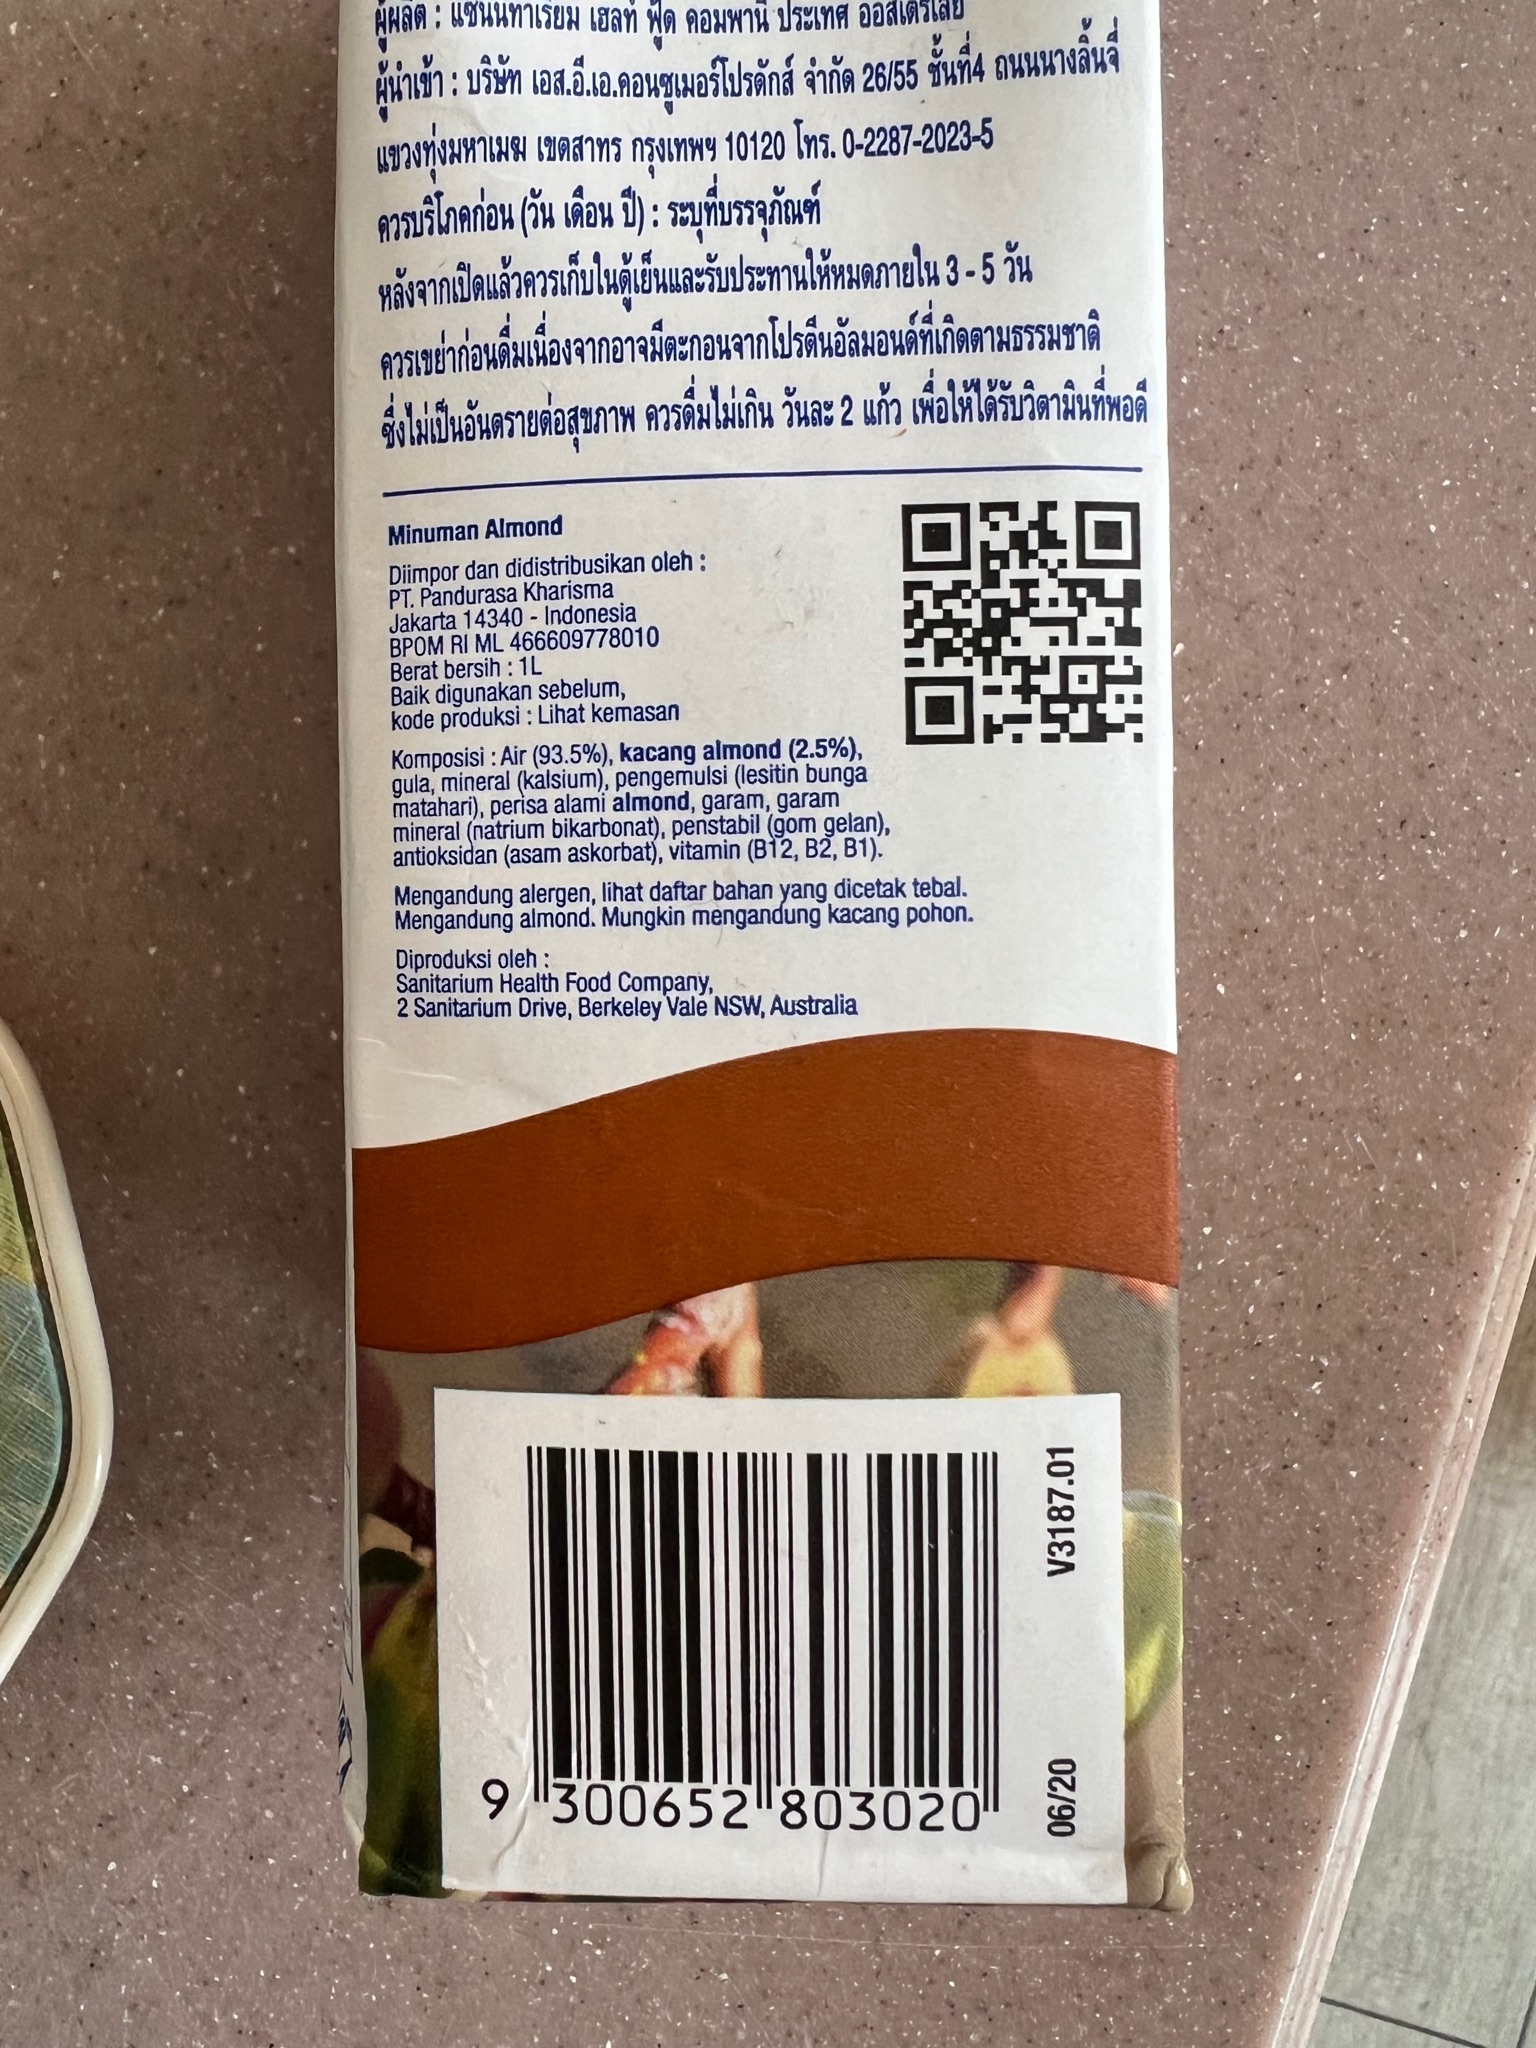 ผู้ผลิต : แซนนิทาเรียม เฮลท์ ฟู้ด คอมพานี ประเทศ ออสเตรเลีย
ผู้นำเข้า : บริษัท เอส.อี.เอ.คอนซูเมอร์โปรดักส์ จำกัด 26/55 ชั้นที่4 ถนนนางลิ้นจี่
แขวงทุ่งมหาเมฆ เขตสาทร กรุงเทพฯ 10120 โทร. 0-2287-2023-5
ควรบริโภคก่อน (วัน เดือน ปี) : ระบุที่บรรจุภัณฑ์
หลังจากเปิดแล้วควรเก็บในตู้เย็นและรับประทานให้หมดภายใน 3 - 5 วัน
ควรเขย่าก่อนดื่มเนื่องจากอาจมีตะกอนจากโปรตีนอัลมอนด์ที่เกิดตามธรรมชาติ
ซึ่งไม่เป็นอันตรายต่อสุขภาพ ควรดื่มไม่เกิน วันละ 2 แก้ว เพื่อให้ได้รับวิตามินที่พอดี
Minuman Almond
Diimpor dan didistribusikan oleh :
PT. Pandurasa Kharisma
Jakarta 14340 - Indonesia
BPOM RI ML 466609778010
Berat bersih : 1L
Baik digunakan sebelum,
kode produksi : Lihat kemasan
Komposisi : Air (93.5%), kacang almond (2.5%),
gula, mineral (kalsium), pengemulsi (lesitin bunga
matahari), perisa alami almond, garam, garam
mineral (natrium bikarbonat), penstabil (gom gelan),
antioksidan (asam askorbat), vitamin (B12, B2, B1).
Mengandung alergen, lihat daftar bahan yang dicetak tebal.
Mengandung almond. Mungkin mengandung kacang pohon.
Diproduksi oleh :
Sanitarium Health Food Company,
2 Sanitarium Drive, Berkeley Vale NSW, Australia
V3187.01
06/20
9 300652 803020